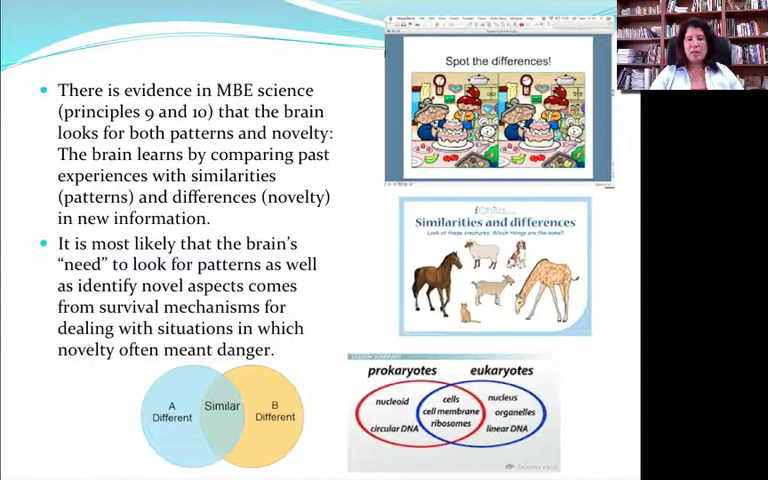 There is evidence in MBE science
(principles 9 and 10) that the brain
looks for both patterns and novelty:
The brain learns by comparing past
experiences with similarities
(patterns) and differences (novelty)
in new information.
It is most likely that the brain's
“need” to look for patterns as well
as identify novel aspects comes
from survival mechanisms for
dealing with situations in which
novelty often meant danger.
A
Different
Similar
B
Different
Spot the differences!
Similarities and differences
Look at these creatures. Which things are the same?
LESSON SUMMARY
prokaryotes
eukaryotes
nucleoid
circular DNA
cells
cell membrane
ribosomes
nucleus
organelles
linear DNA